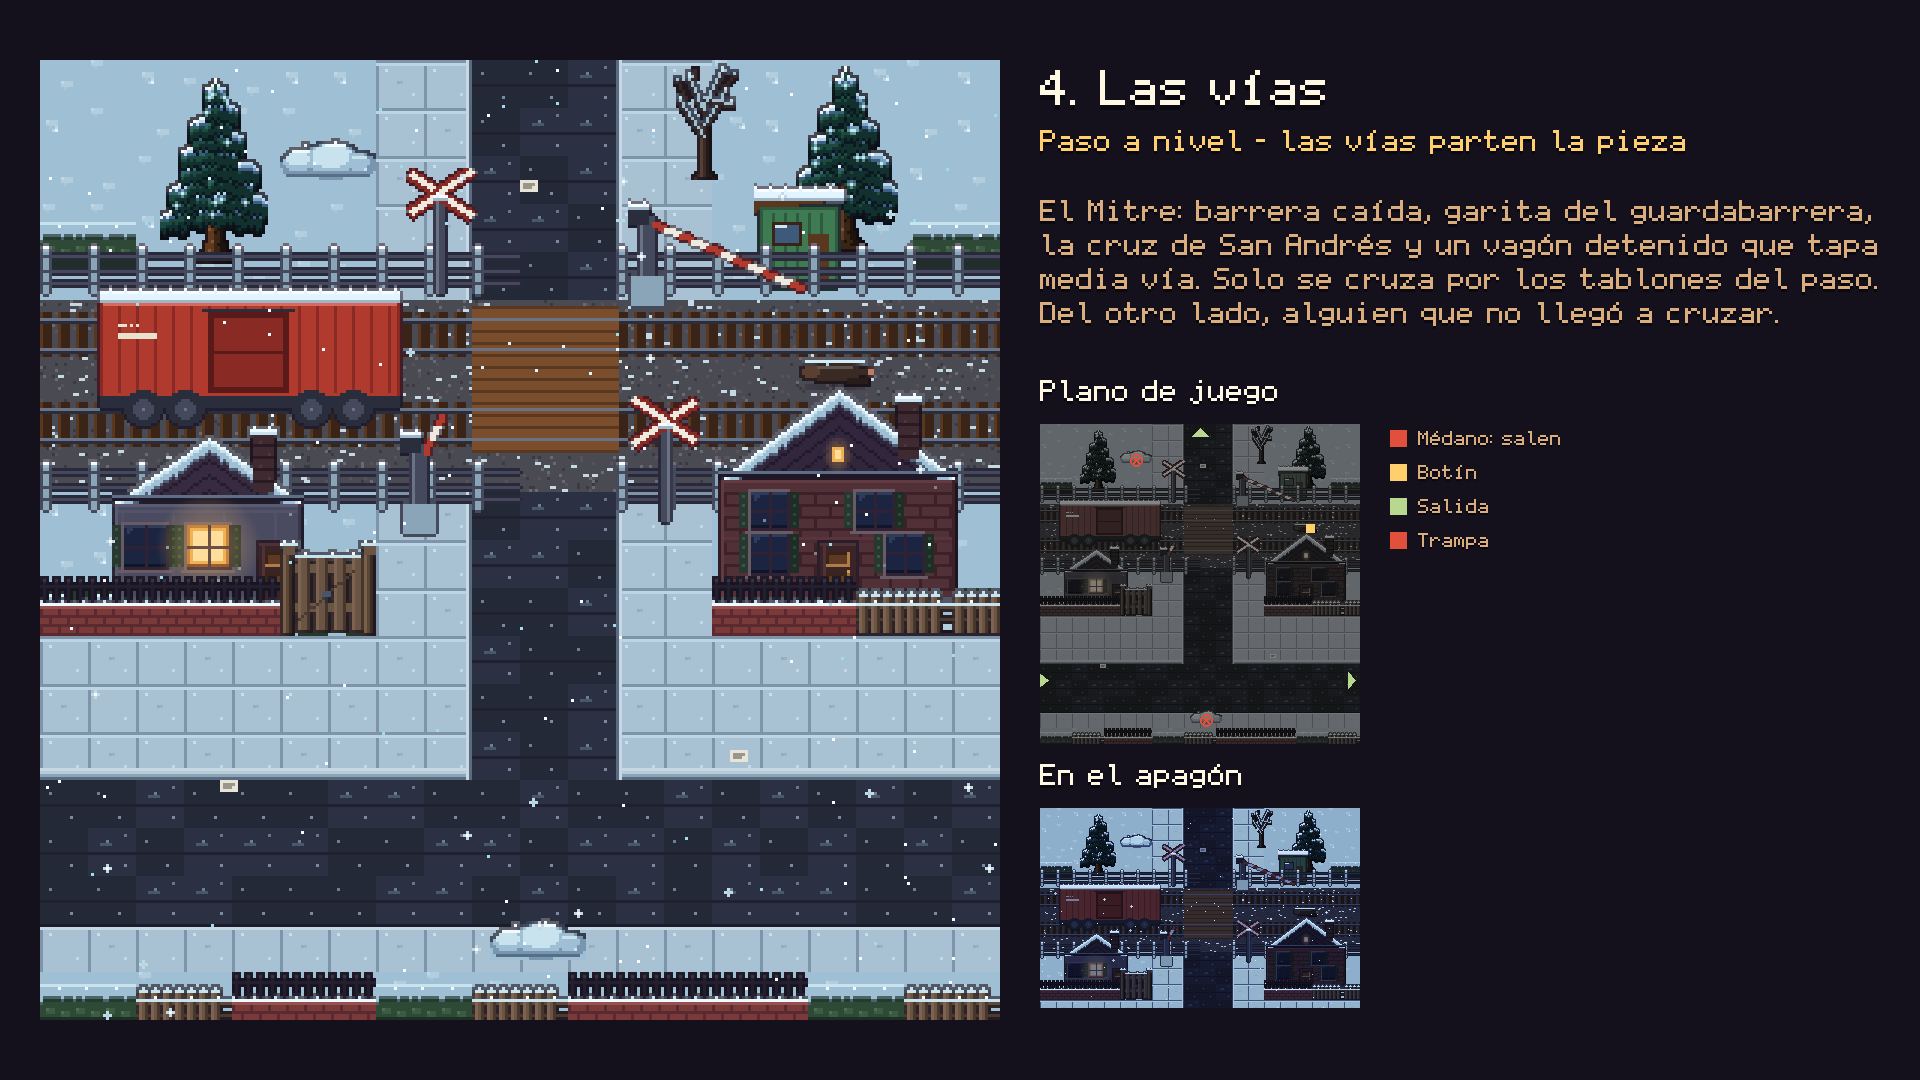 4. Las vías
Paso a nivel - las vías parten la pieza
El Mitre: barrera caída, garita del guardabarrera,
la cruz de San Andrés y un vagón detenido que tapa
media vía. Solo se cruza por los tablones del paso.
Del otro lado, alguien que no llegó a cruzar.
Plano de juego
Médano: salen
Botín
Salida
Trampa
En el apagón